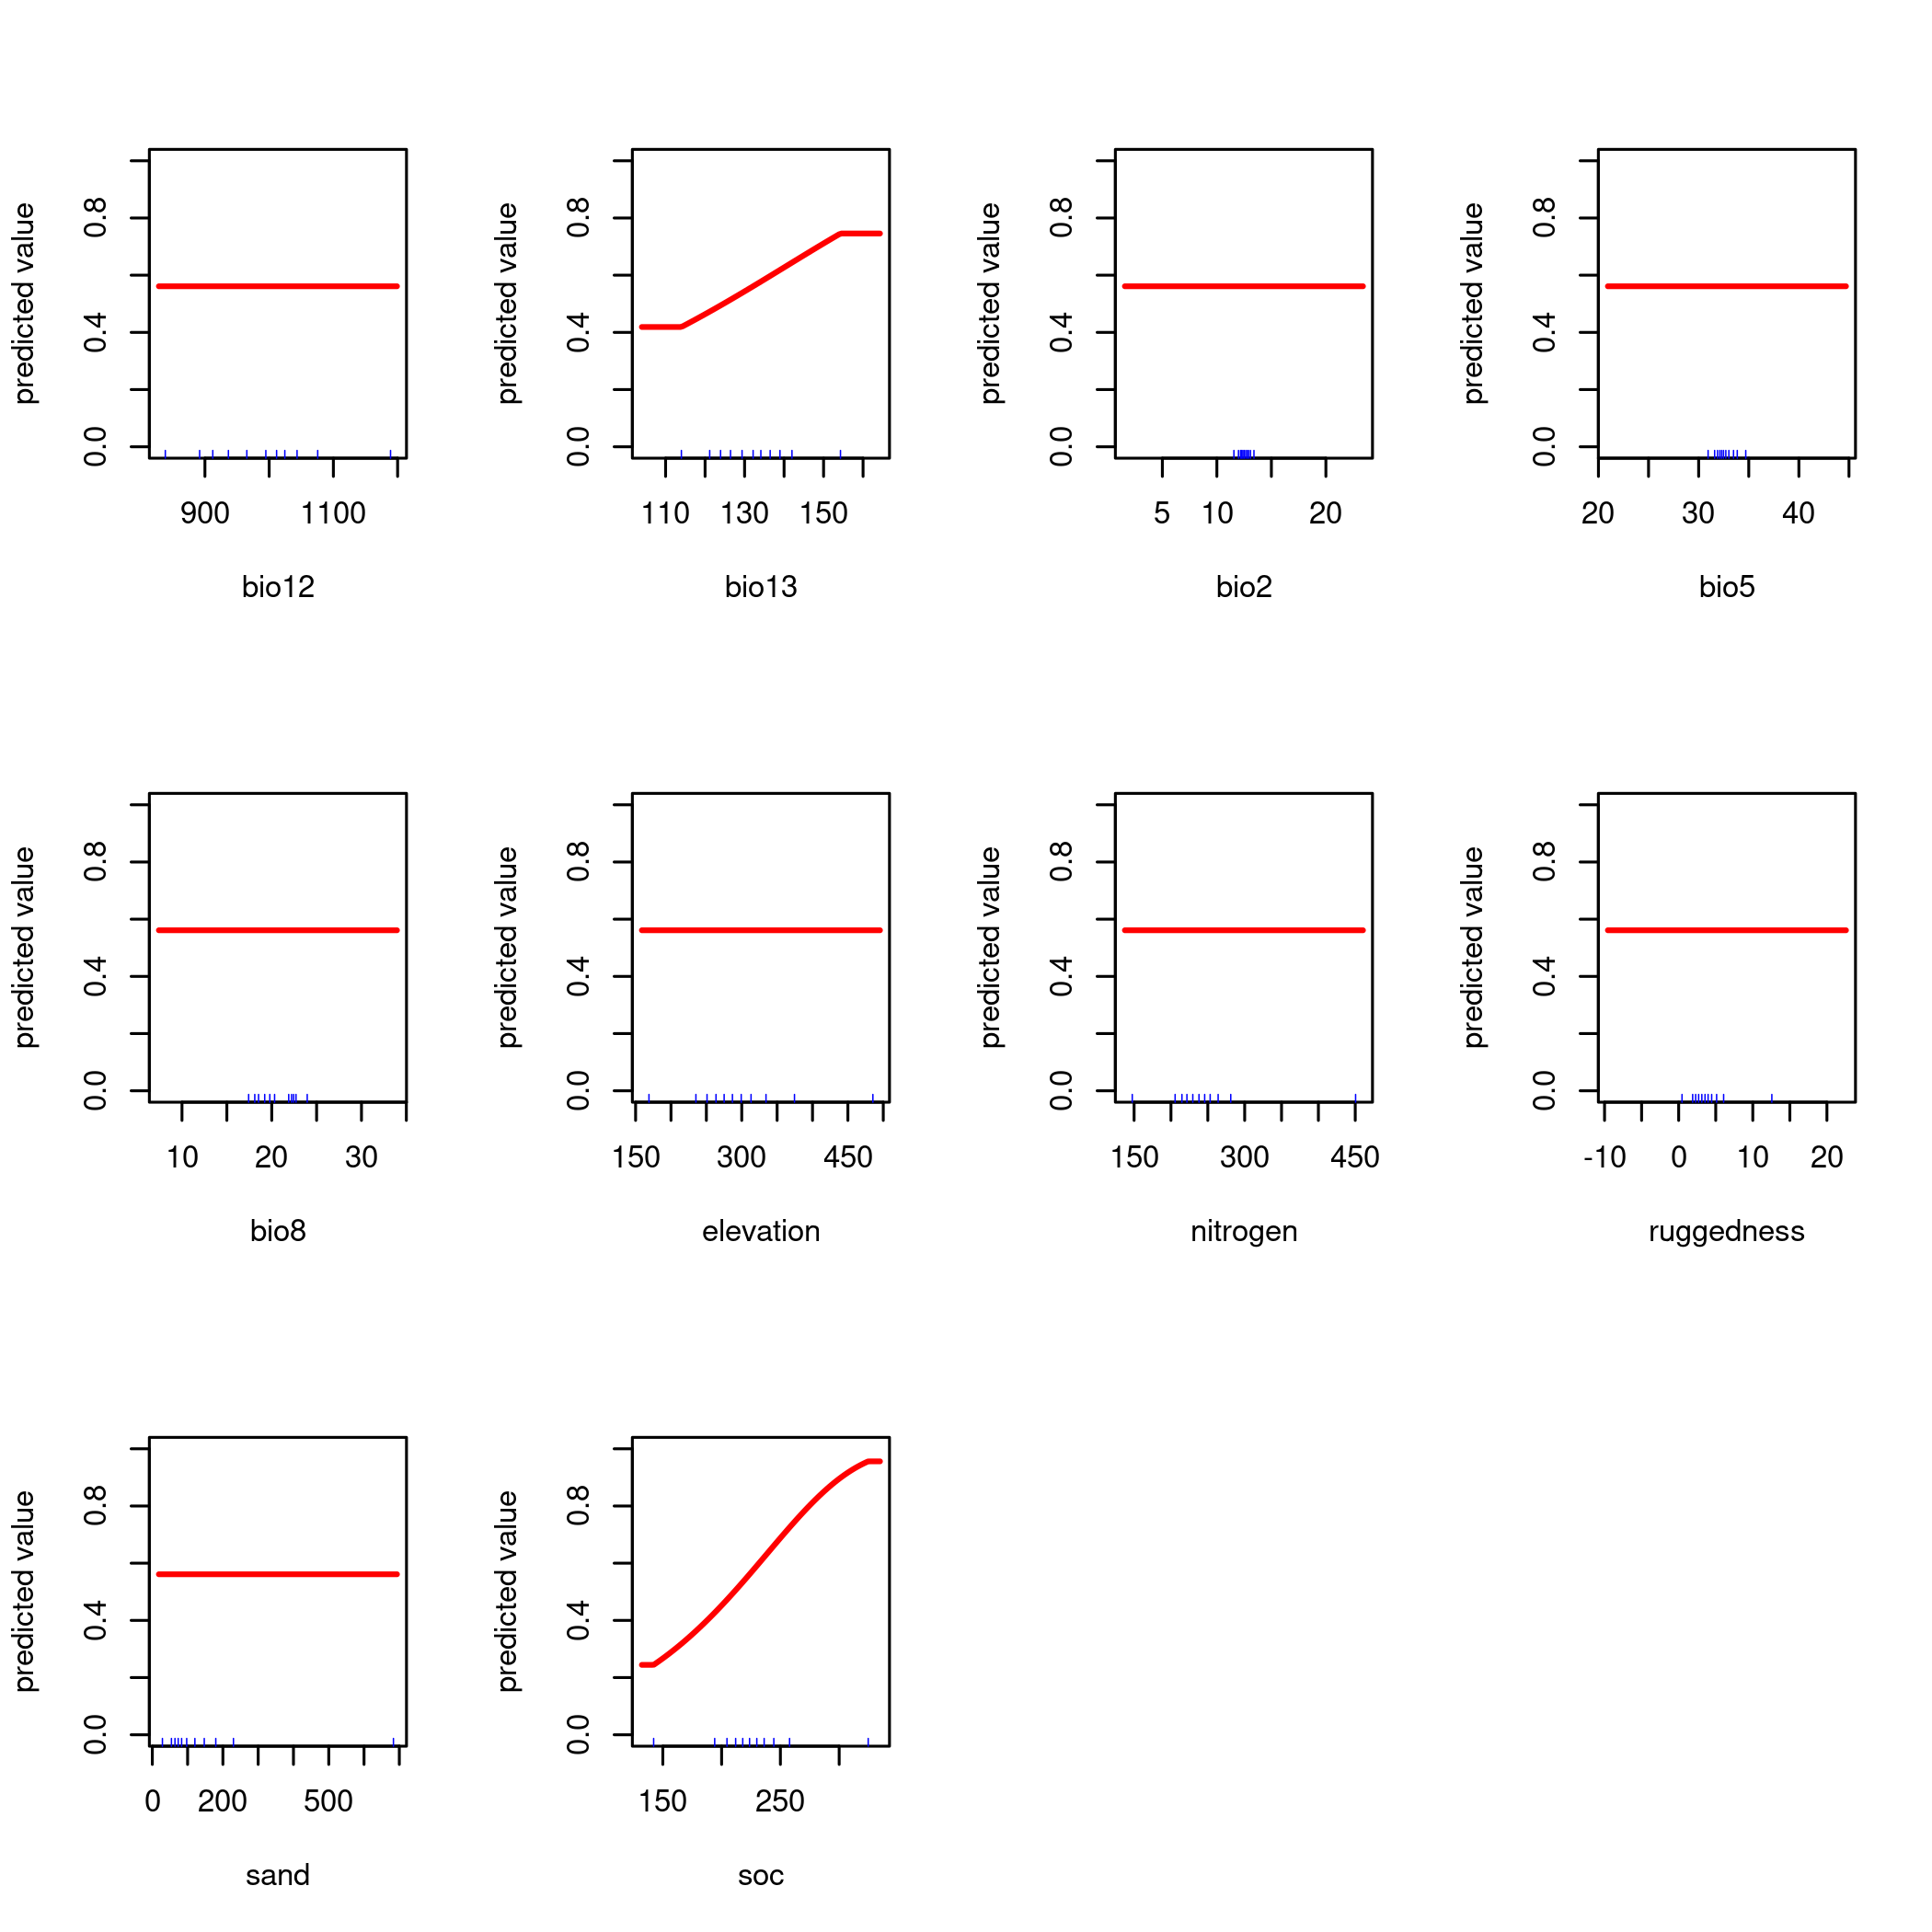 predicted value
0.0 0.4 0.8
900 1100
bio12
predicted value
0.0 0.4 0.8
110 130 150
bio13
predicted value
0.0 0.4 0.8
5 10 20
bio2
predicted value
0.0 0.4 0.8
20 30 40
bio5
predicted value
0.0 0.4 0.8
10 20 30
bio8
predicted value
0.0 0.4 0.8
150 300 450
elevation
predicted value
0.0 0.4 0.8
150 300 450
nitrogen
predicted value
0.0 0.4 0.8
-10 0 10 20
ruggedness
predicted value
0.0 0.4 0.8
0 200 500
sand
predicted value
0.0 0.4 0.8
150 250
soc